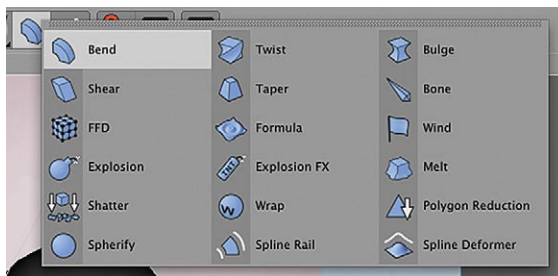 Bend Twist Bulge
Shear Taper Bone
FFD Formula Wind
Explosion TNT Explosion FX Melt
Shatter W Wrap Polygon Reduction
Spherify Spline Rail Spline Deformer